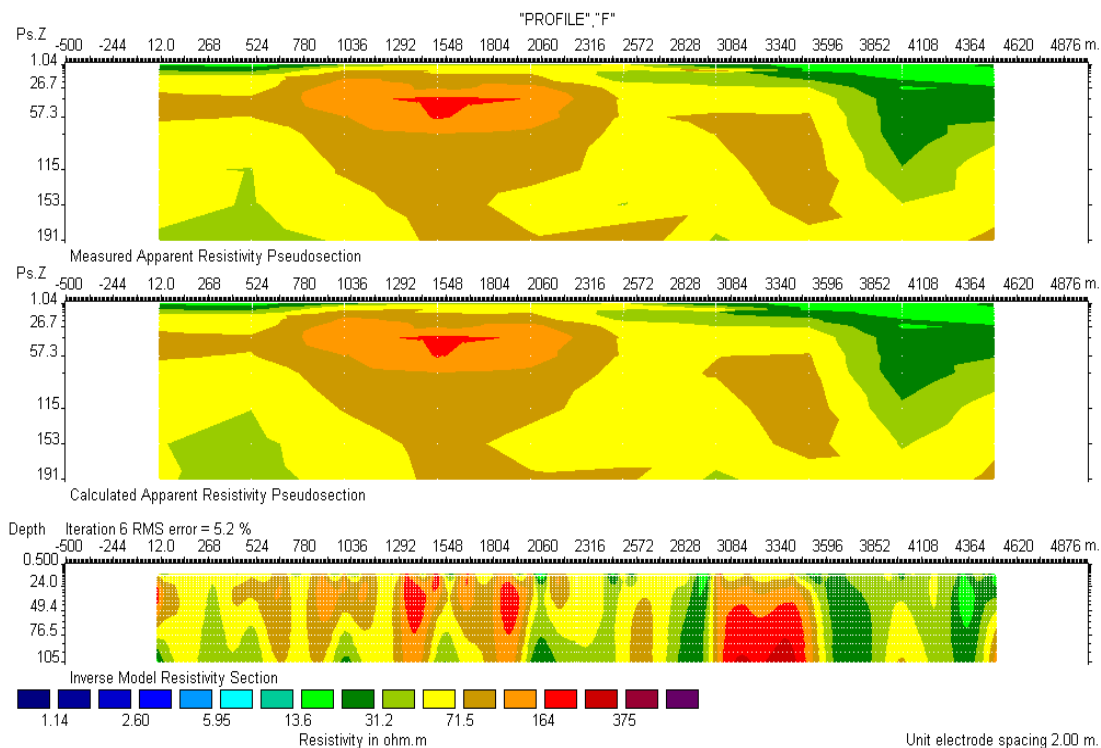 "PROFILE","F"
Ps.Z
-500 -244 12.0 268 524 780 1036 1292 1548 1804 2060 2316 2572 2828 3084 3340 3596 3852 4108 4364 4620 4876 m.
1.04
26.7
57.3
115
153.
191.
Measured Apparent Resistivity Pseudosection
Ps.Z
-500 -244 12.0 268 524 780 1036 1292 1548 1804 2060 2316 2572 2828 3084 3340 3596 3852 4108 4364 4620 4876 m.
1.04
26.7
57.3
115
153.
191.
Calculated Apparent Resistivity Pseudosection
Depth Iteration 6 RMS error = 5.2 %
-500 -244 12.0 268 524 780 1036 1292 1548 1804 2060 2316 2572 2828 3084 3340 3596 3852 4108 4364 4620 4876 m.
0.500
24.0
49.4
76.5
105.
Inverse Model Resistivity Section
1.14 2.60 5.95 13.6 31.2 71.5 164 375
Resistivity in ohm.m
Unit electrode spacing 2.00 m.